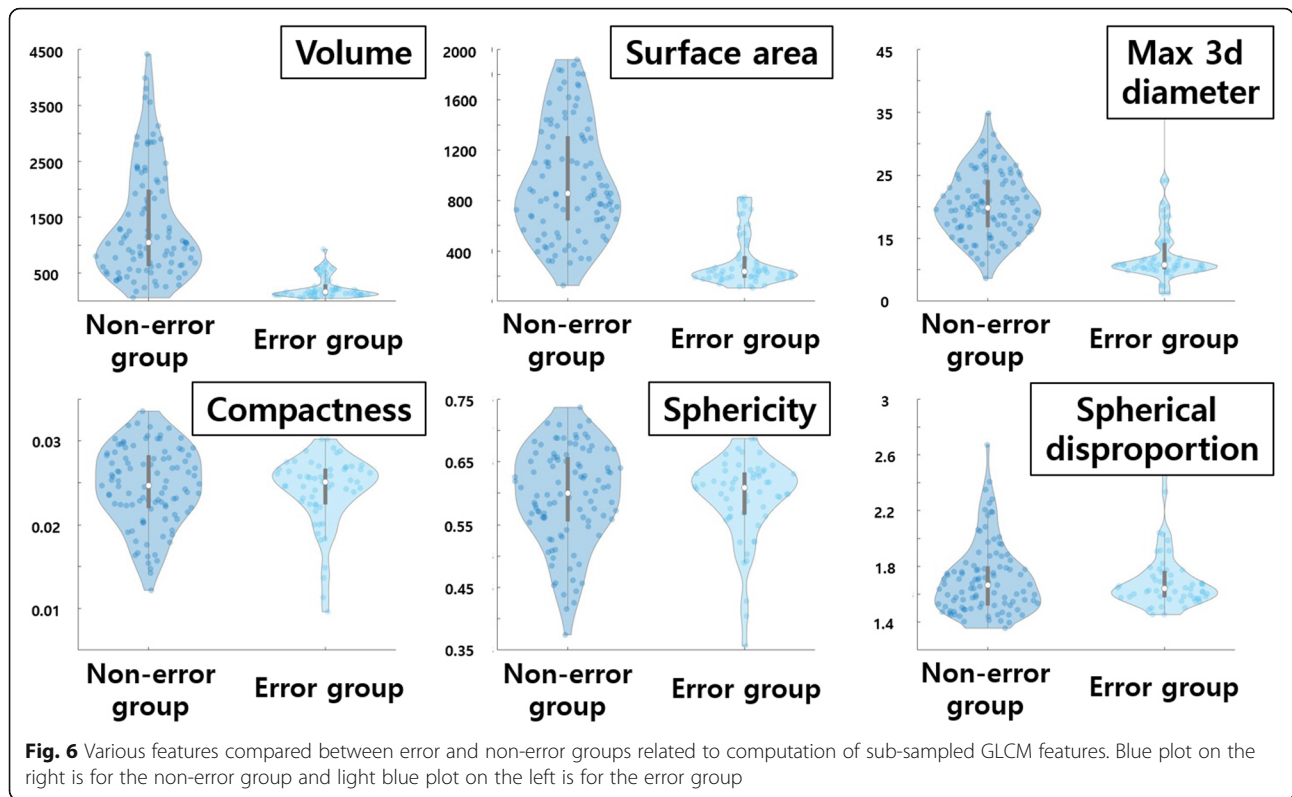 Volume
4500
3500
2500
1500
500
Non-error
group
Error group
Surface area
2000
1600
1200
800
400
Non-error
group
Error group
Max 3d
diameter
45
35
25
15
0
Non-error
group
Error group
Compactness
0.03
0.02
0.01
Non-error
group
Error group
Sphericity
0.75
0.65
0.55
0.45
0.35
Non-error
group
Error group
Spherical
disproportion
3
2.6
2.2
1.8
1.4
Non-error
group
Error group
Fig. 6 Various features compared between error and non-error groups related to computation of sub-sampled GLCM features. Blue plot on the
right is for the non-error group and light blue plot on the left is for the error group